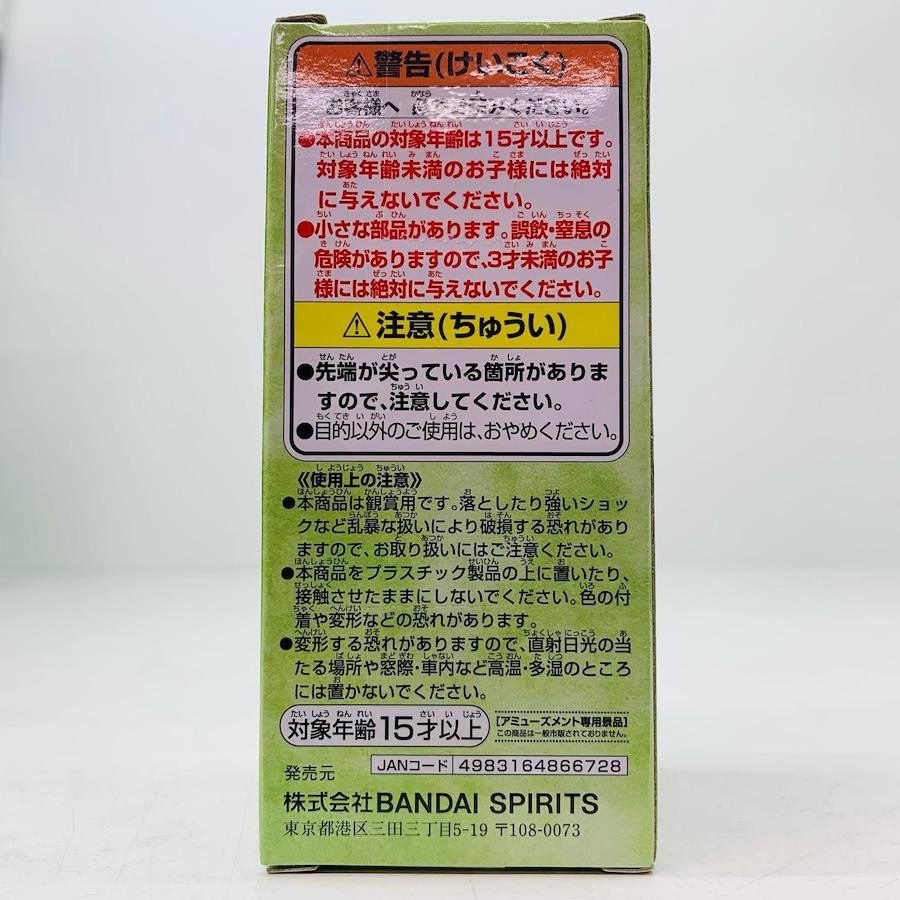 ⚠警告(けいこく)
お客様へ 必ずお読みください。
●本商品の対象年齢は15才以上です。
対象年齢未満のお子様には絶対
に与えないでください。
●小さな部品があります。誤飲・窒息の
危険がありますので、3才未満のお子
様には絶対に与えないでください。
⚠注意(ちゅうい)
●先端が尖っている箇所がありま
すので、注意してください。
●目的以外のご使用は、おやめください。
《使用上の注意》
●本商品は観賞用です。落としたり強いショッ
クなど乱暴な扱いにより破損する恐れがあり
ますので、お取り扱いにはご注意ください。
●本商品をプラスチック製品の上に置いたり、
接触させたままにしないでください。色の付
着や変形などの恐れがあります。
●変形する恐れがありますので、直射日光の当
たる場所や窓際・車内など高温・多湿のところ
には置かないでください。
対象年齢15才以上
[アミューズメント専用景品]
この商品は一般市販されておりません。
JANコード 4983164866728
発売元
株式会社BANDAI SPIRITS
東京都港区三田三丁目5-19 〒108-0073